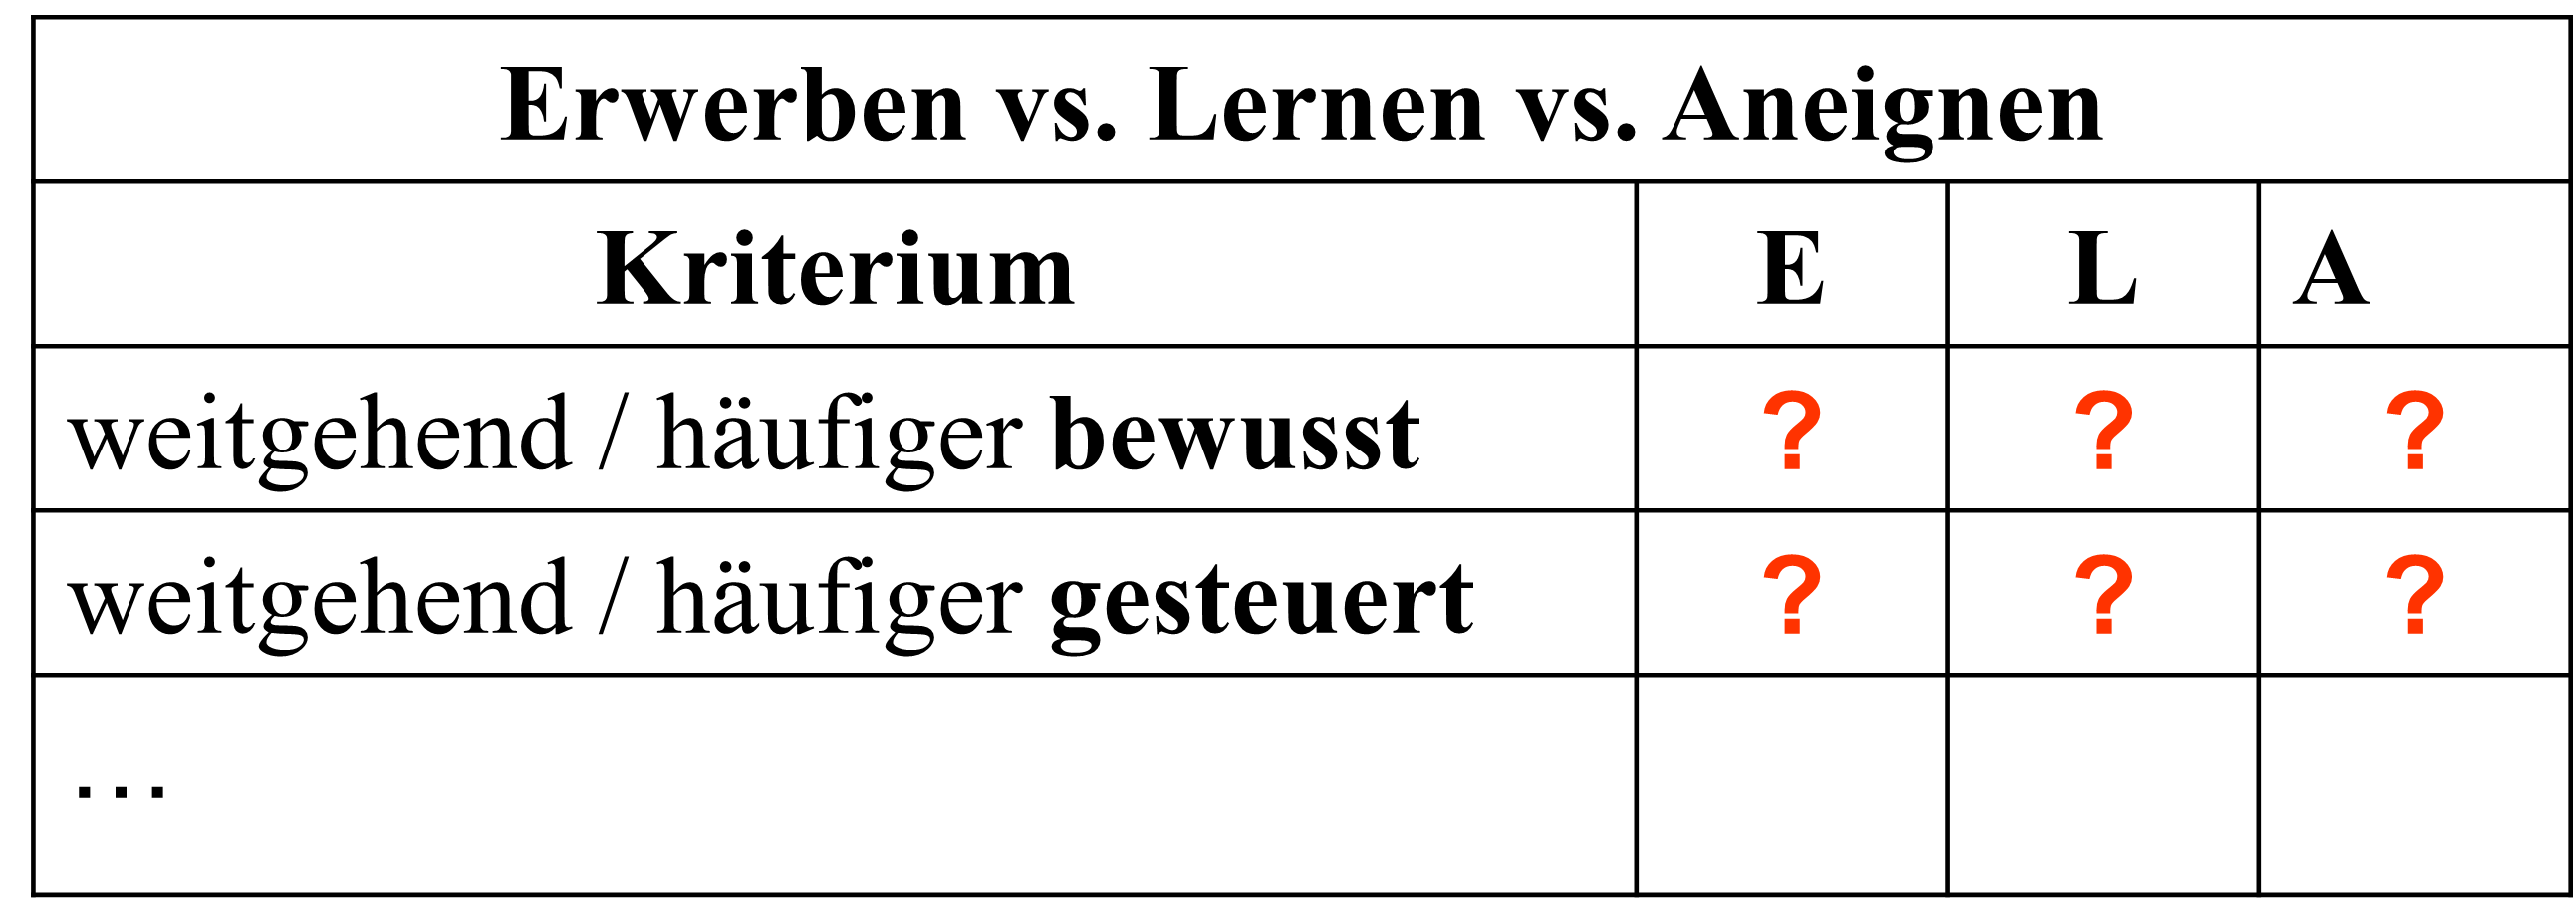 Erwerben vs. Lernen vs. Aneignen
Kriterium E L A
weitgehend / häufiger bewusst ? ? ?
weitgehend / häufiger gesteuert ? ? ?
…